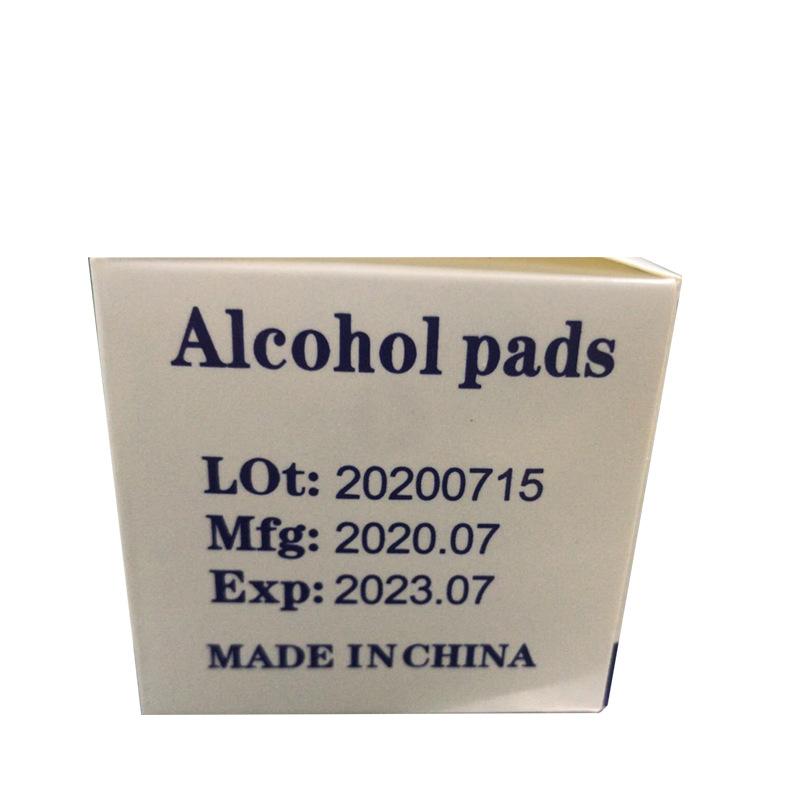 Alcohol pads
LOt: 20200715
Mfg: 2020.07
Exp: 2023.07
MADE IN CHINA